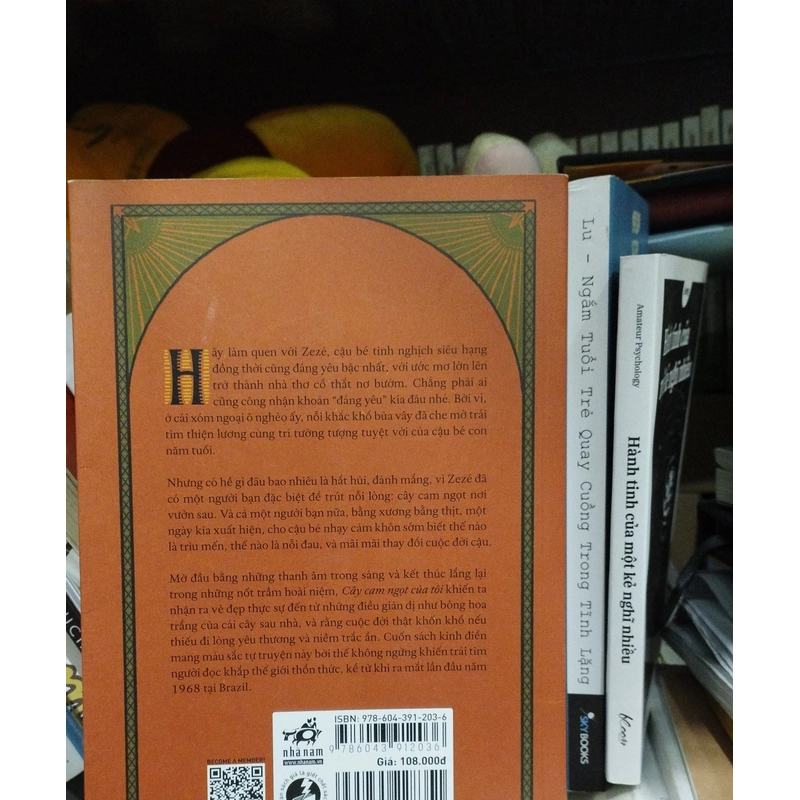 Hãy làm quen với Zezé, cậu bé tinh nghịch siêu hạng
đồng thời cũng đáng yêu bậc nhất, với ước mơ lớn lên
trở thành nhà thơ cổ thắt nơ bướm. Chẳng phải ai
cũng công nhận khoản “đáng yêu” kia đâu nhé. Bởi vì,
ở cái xóm ngoại ô nghèo ấy, nỗi khắc khổ bủa vây đã che mờ trái
tim thiện lương cùng trí tưởng tượng tuyệt vời của cậu bé con
năm tuổi.
Nhưng có hề gì đâu bao nhiêu là hắt hủi, đánh mắng, vì Zezé đã
có một người bạn đặc biệt để trút nỗi lòng: cây cam ngọt nơi
vườn sau. Và cả một người bạn nữa, bằng xương bằng thịt, một
ngày kia xuất hiện, cho cậu bé nhạy cảm khôn sớm biết thế nào
là trìu mến, thế nào là nỗi đau, và mãi mãi thay đổi cuộc đời cậu.
Mở đầu bằng những thanh âm trong sáng và kết thúc lắng lại
trong những nốt trầm hoài niệm, Cây cam ngọt của tôi khiến ta
nhận ra vẻ đẹp thực sự đến từ những điều giản dị như bông hoa
trắng của cái cây sau nhà, và rằng cuộc đời thật khốn khổ nếu
thiếu đi lòng yêu thương và niềm trắc ẩn. Cuốn sách kinh điển
mang màu sắc tự truyện này bởi thế không ngừng khiến trái tim
người đọc khắp thế giới thổn thức, kể từ khi ra mắt lần đầu năm
1968 tại Brazil.
BECOME A MEMBER!
nhã nam
www.nhanam.vn
ISBN: 978-604-391-203-6
9 786043 912036
Giá: 108.000đ
Lu - Ngắm Tuổi Trẻ Quay Cuồng Trong Tĩnh Lặng
SKYBOOKS
Amateur Psychology
Hành tinh của một kẻ nghĩ nhiều